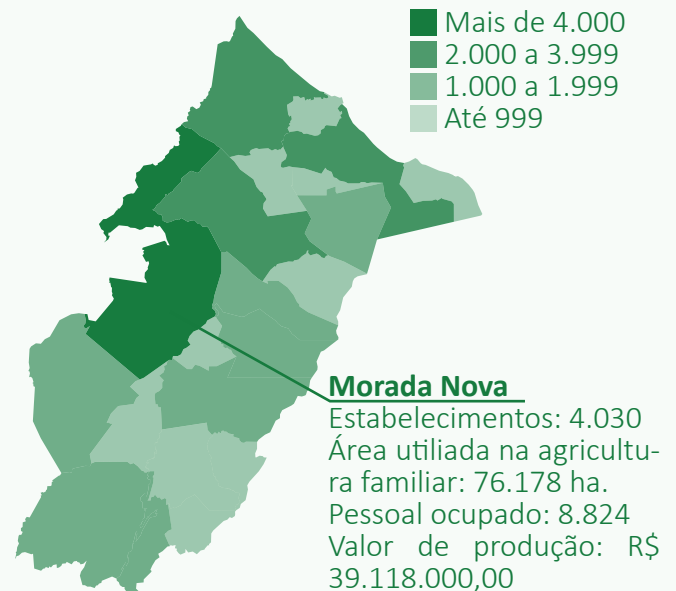 Mais de 4.000
2.000 a 3.999
1.000 a 1.999
Até 999
Morada Nova
Estabelecimentos: 4.030
Área utiliada na agricultu-
ra familiar: 76.178 ha.
Pessoal ocupado: 8.824
Valor de produção: R$
39.118.000,00